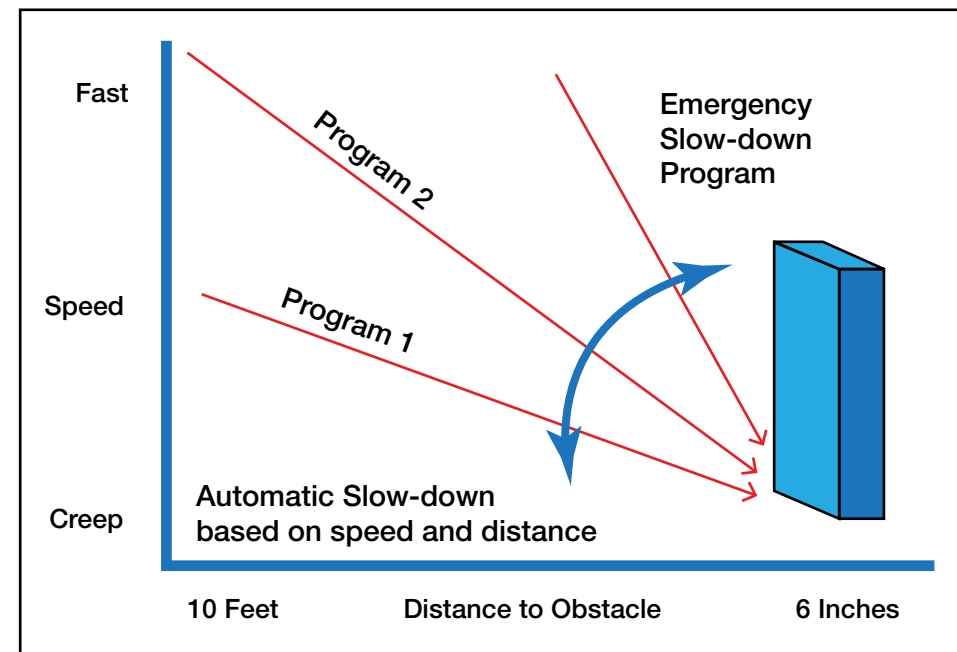 Fast
Program 2
Emergency
Slow-down
Program
Speed
Program 1
Automatic Slow-down
based on speed and distance
Creep
10 Feet
Distance to Obstacle
6 Inches